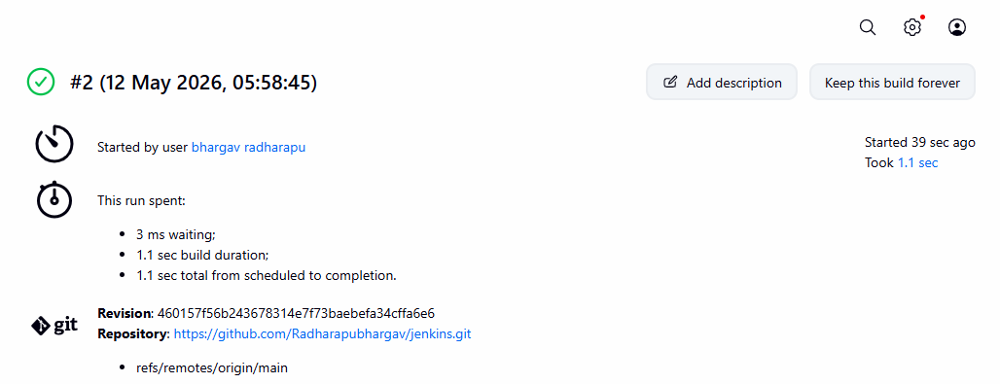 #2 (12 May 2026, 05:58:45)
Add description
Keep this build forever
Started by user bhargav radharapu
Started 39 sec ago
Took 1.1 sec
This run spent:
3 ms waiting;
1.1 sec build duration;
1.1 sec total from scheduled to completion.
git
Revision: 460157f56b243678314e7f73baebefa34cffa6e6
Repository: https://github.com/Radharapubhargav/jenkins.git
refs/remotes/origin/main